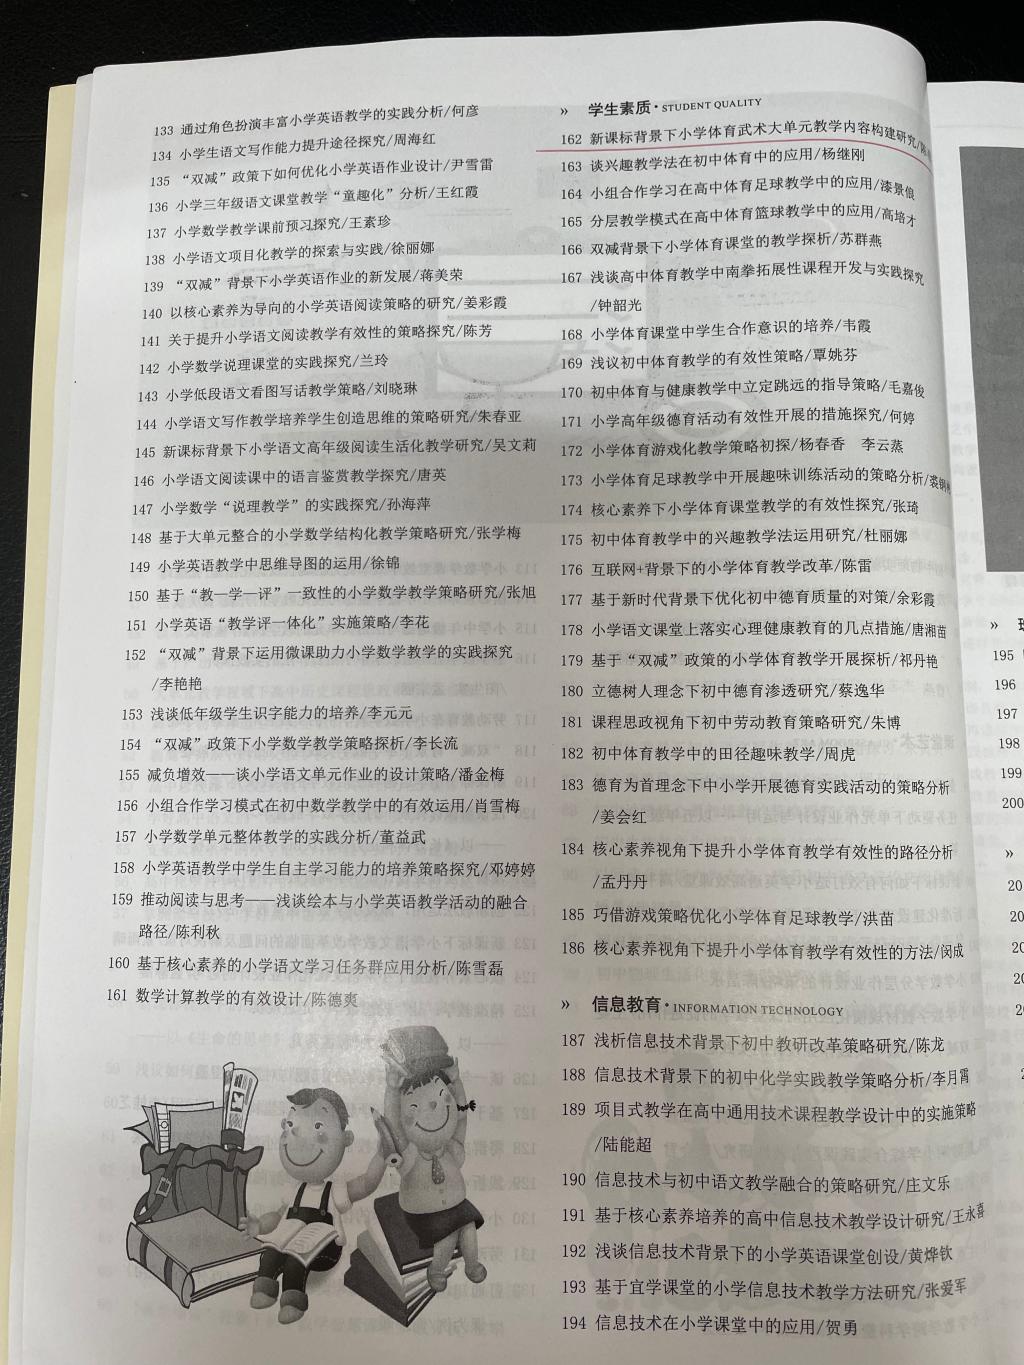 133 通过角色扮演丰富小学英语教学的实践分析/何彦
134 小学生语文写作能力提升途径探究/周海红
135 “双减”政策下如何优化小学英语作业设计/尹雪雷
136 小学三年级语文课堂教学“童趣化”分析/王红霞
137 小学数学教学课前预习探究/王素珍
138 小学语文项目化教学的探索与实践/徐丽娜
139 “双减”背景下小学英语作业的新发展/蒋美荣
140 以核心素养为导向的小学英语阅读策略的研究/姜彩霞
141 关于提升小学语文阅读教学有效性的策略探究/陈芳
142 小学数学说理课堂的实践探究/兰玲
143 小学低段语文看图写话教学策略/刘晓琳
144 小学语文写作教学培养学生创造思维的策略研究/朱春亚
145 新课标背景下小学语文高年级阅读生活化教学研究/吴文莉
146 小学语文阅读课中的语言鉴赏教学探究/唐英
147 小学数学“说理教学”的实践探究/孙海萍
148 基于大单元整合的小学数学结构化教学策略研究/张学梅
149 小学英语教学中思维导图的运用/徐锦
150 基于“教—学—评”一致性的小学数学教学策略研究/张旭
151 小学英语“教学评一体化”实施策略/李花
152 “双减”背景下运用微课助力小学数学教学的实践探究
/李艳艳
153 浅谈低年级学生识字能力的培养/李元元
154 “双减”政策下小学数学教学策略探析/李长流
155 减负增效——谈小学语文单元作业的设计策略/潘金梅
156 小组合作学习模式在初中数学教学中的有效运用/肖雪梅
157 小学数学单元整体教学的实践分析/董益武
158 小学英语教学中学生自主学习能力的培养策略探究/邓婷婷
159 推动阅读与思考——浅谈绘本与小学英语教学活动的融合
路径/陈利秋
160 基于核心素养的小学语文学习任务群应用分析/陈雪磊
161 数学计算教学的有效设计/陈德爽
» 学生素质·STUDENT QUALITY
162 新课标背景下小学体育武术大单元教学内容构建研究/
163 谈兴趣教学法在初中体育中的应用/杨继刚
164 小组合作学习在高中体育足球教学中的应用/漆景俍
165 分层教学模式在高中体育篮球教学中的应用/高培才
166 双减背景下小学体育课堂的教学探析/苏群燕
167 浅谈高中体育教学中南拳拓展性课程开发与实践探究
/钟韶光
168 小学体育课堂中学生合作意识的培养/韦霞
169 浅议初中体育教学的有效性策略/覃姚芬
170 初中体育与健康教学中立定跳远的指导策略/毛嘉俊
171 小学高年级德育活动有效性开展的措施探究/何婷
172 小学体育游戏化教学策略初探/杨春香 李云蒸
173 小学体育足球教学中开展趣味训练活动的策略分析/
174 核心素养下小学体育课堂教学的有效性探究/张琦
175 初中体育教学中的兴趣教学法运用研究/杜丽娜
176 互联网+背景下的小学体育教学改革/陈雷
177 基于新时代背景下优化初中德育质量的对策/余彩霞
178 小学语文课堂上落实心理健康教育的几点措施/唐湘苗
179 基于“双减”政策的小学体育教学开展探析/祁丹艳
180 立德树人理念下初中德育渗透研究/蔡逸华
181 课程思政视角下初中劳动教育策略研究/朱博
182 初中体育教学中的田径趣味教学/周虎
183 德育为首理念下中小学开展德育实践活动的策略分析
/姜会红
184 核心素养视角下提升小学体育教学有效性的路径分析
/孟丹丹
185 巧借游戏策略优化小学体育足球教学/洪苗
186 核心素养视角下提升小学体育教学有效性的方法/闵成
» 信息教育·INFORMATION TECHNOLOGY
187 浅析信息技术背景下初中教研改革策略研究/陈龙
188 信息技术背景下的初中化学实践教学策略分析/李月霄
189 项目式教学在高中通用技术课程教学设计中的实施策略
/陆能超
190 信息技术与初中语文教学融合的策略研究/庄文乐
191 基于核心素养培养的高中信息技术教学设计研究/王永喜
192 浅谈信息技术背景下的小学英语课堂创设/黄烨钦
193 基于宜学课堂的小学信息技术教学方法研究/张爱军
194 信息技术在小学课堂中的应用/贺勇
»
195
196
197
198
199
200
»